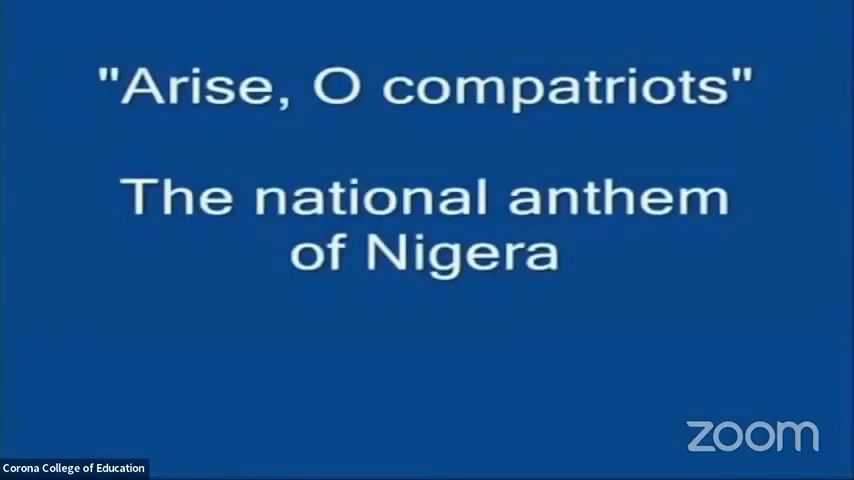 "Arise, O compatriots"
The national anthem
of Nigera
zoom
Corona College of Education